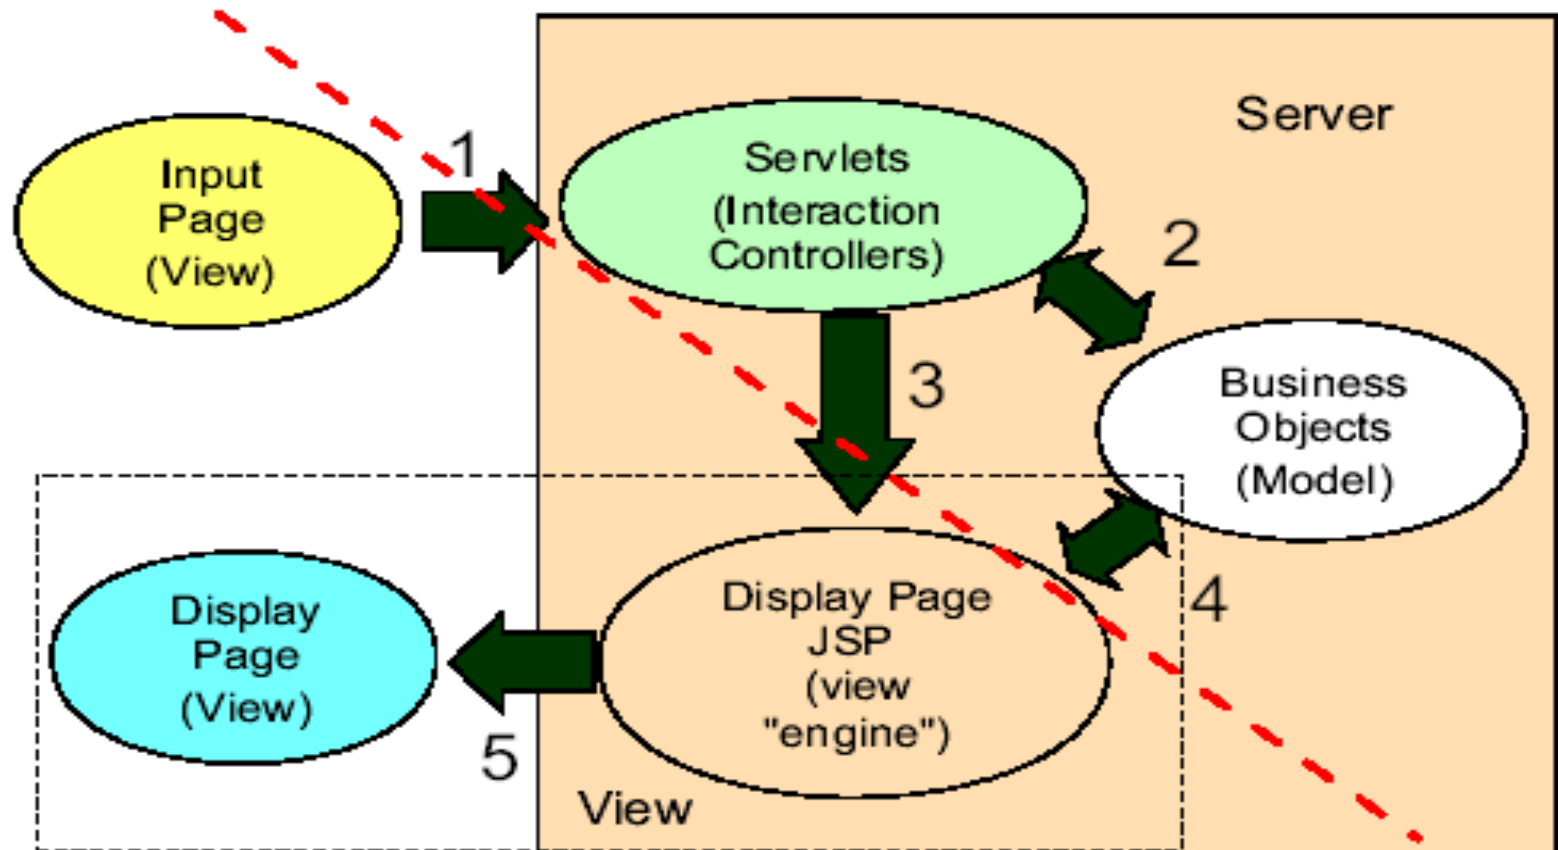 Server
1
Input
Page
(View)
Servlets
(Interaction
Controllers)
2
3
Business
Objects
(Model)
4
Display Page
JSP
(view
"engine")
Display
Page
(View)
5
View